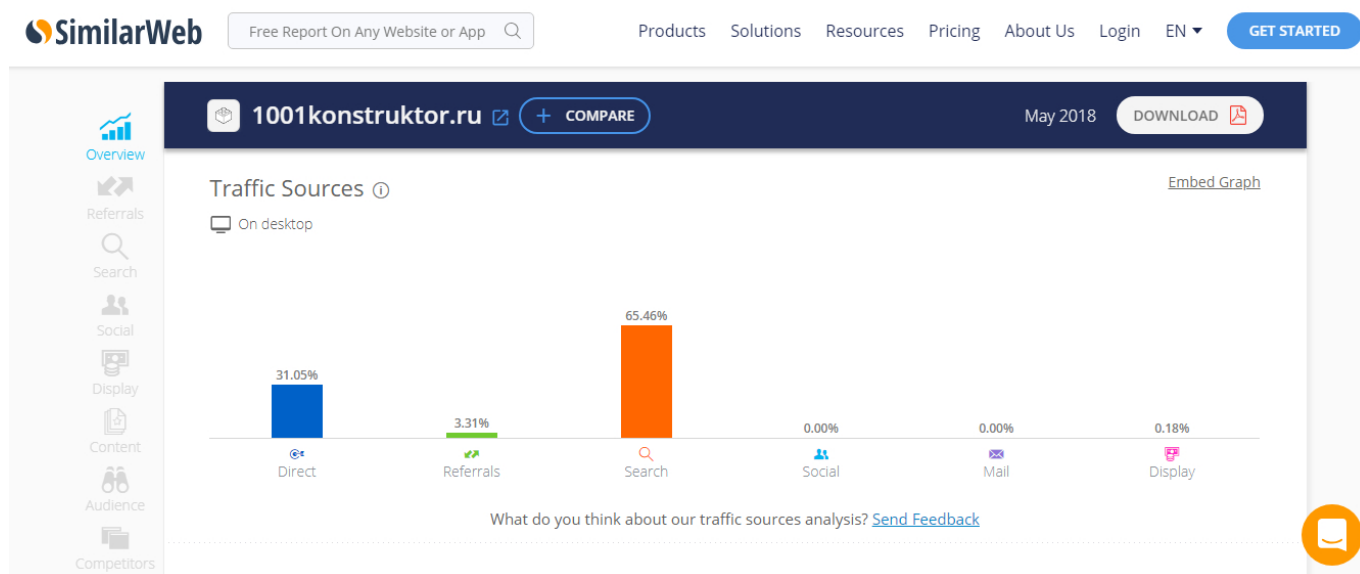 SimilarWeb Free Report On Any Website or App Products Solutions Resources Pricing About Us Login EN GET STARTED
1001konstruktor.ru + COMPARE May 2018 DOWNLOAD
Overview
Referrals
Search
Social
Display
Content
Audience
Competitors
Traffic Sources
Embed Graph
On desktop
31.05% 3.31% 65.46% 0.00% 0.00% 0.18%
Direct Referrals Search Social Mail Display
What do you think about our traffic sources analysis? Send Feedback